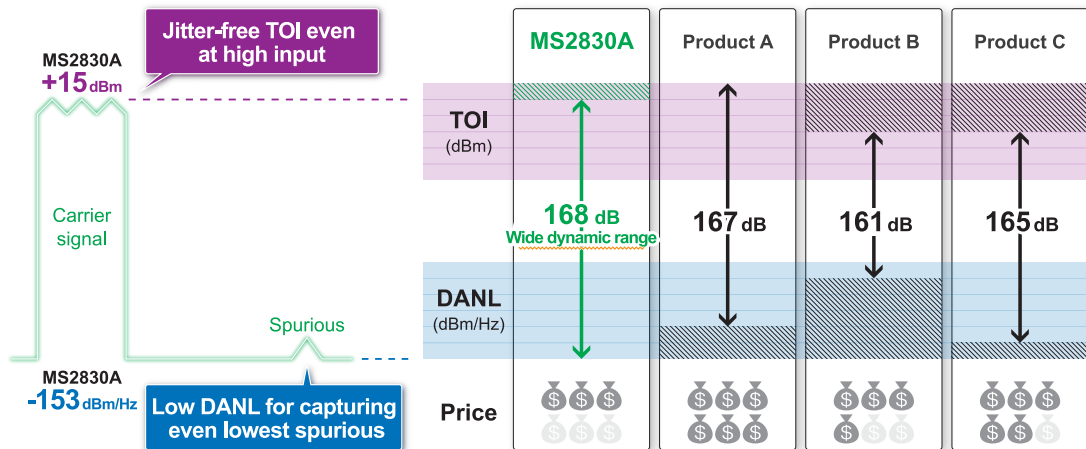 Jitter-free TOI even
at high input
MS2830A
+15 dBm
Carrier
signal
Spurious
MS2830A
-153 dBm/Hz
Low DANL for capturing
even lowest spurious
MS2830A
Product A
Product B
Product C
TOI
(dBm)
168 dB
Wide dynamic range
167 dB
161 dB
165 dB
DANL
(dBm/Hz)
Price
$ $ $
$ $ $
$ $ $
$ $ $
$ $ $
$ $ $
$ $ $
$ $ $